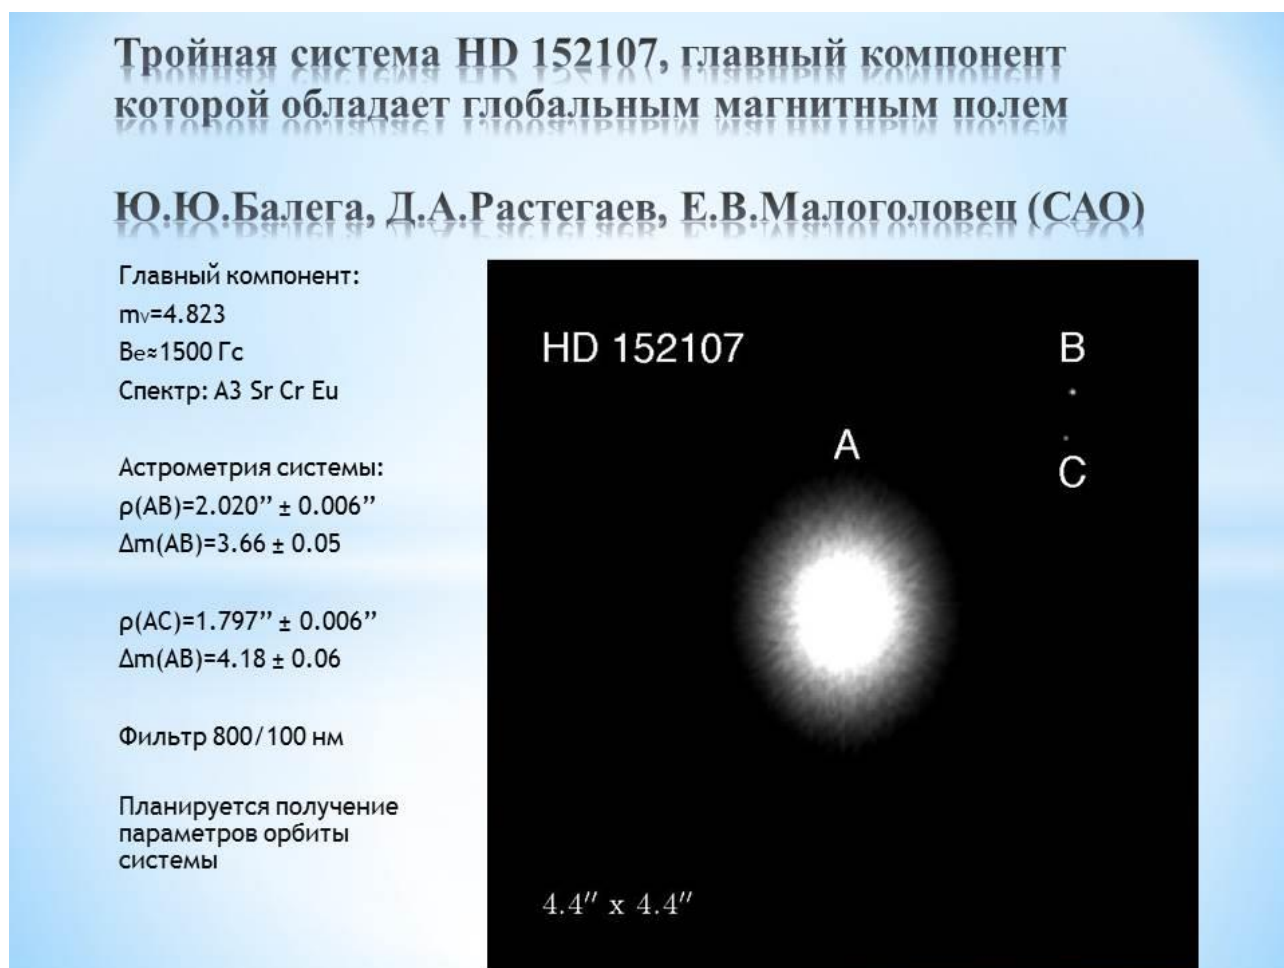 Тройная система HD 152107, главный компонент
которой обладает глобальным магнитным полем
Ю.Ю.Балега, Д.А.Растегаев, Е.В.Малоголовец (САО)
Главный компонент:
mv=4.823
Be≈1500 Гс
Спектр: A3 Sr Cr Eu
Астрометрия системы:
ρ(AB)=2.020’’ ± 0.006’’
Δm(AB)=3.66 ± 0.05
ρ(AC)=1.797’’ ± 0.006’’
Δm(AB)=4.18 ± 0.06
Фильтр 800/100 нм
Планируется получение
параметров орбиты
системы
HD 152107
B
A
C
4.4″ x 4.4″